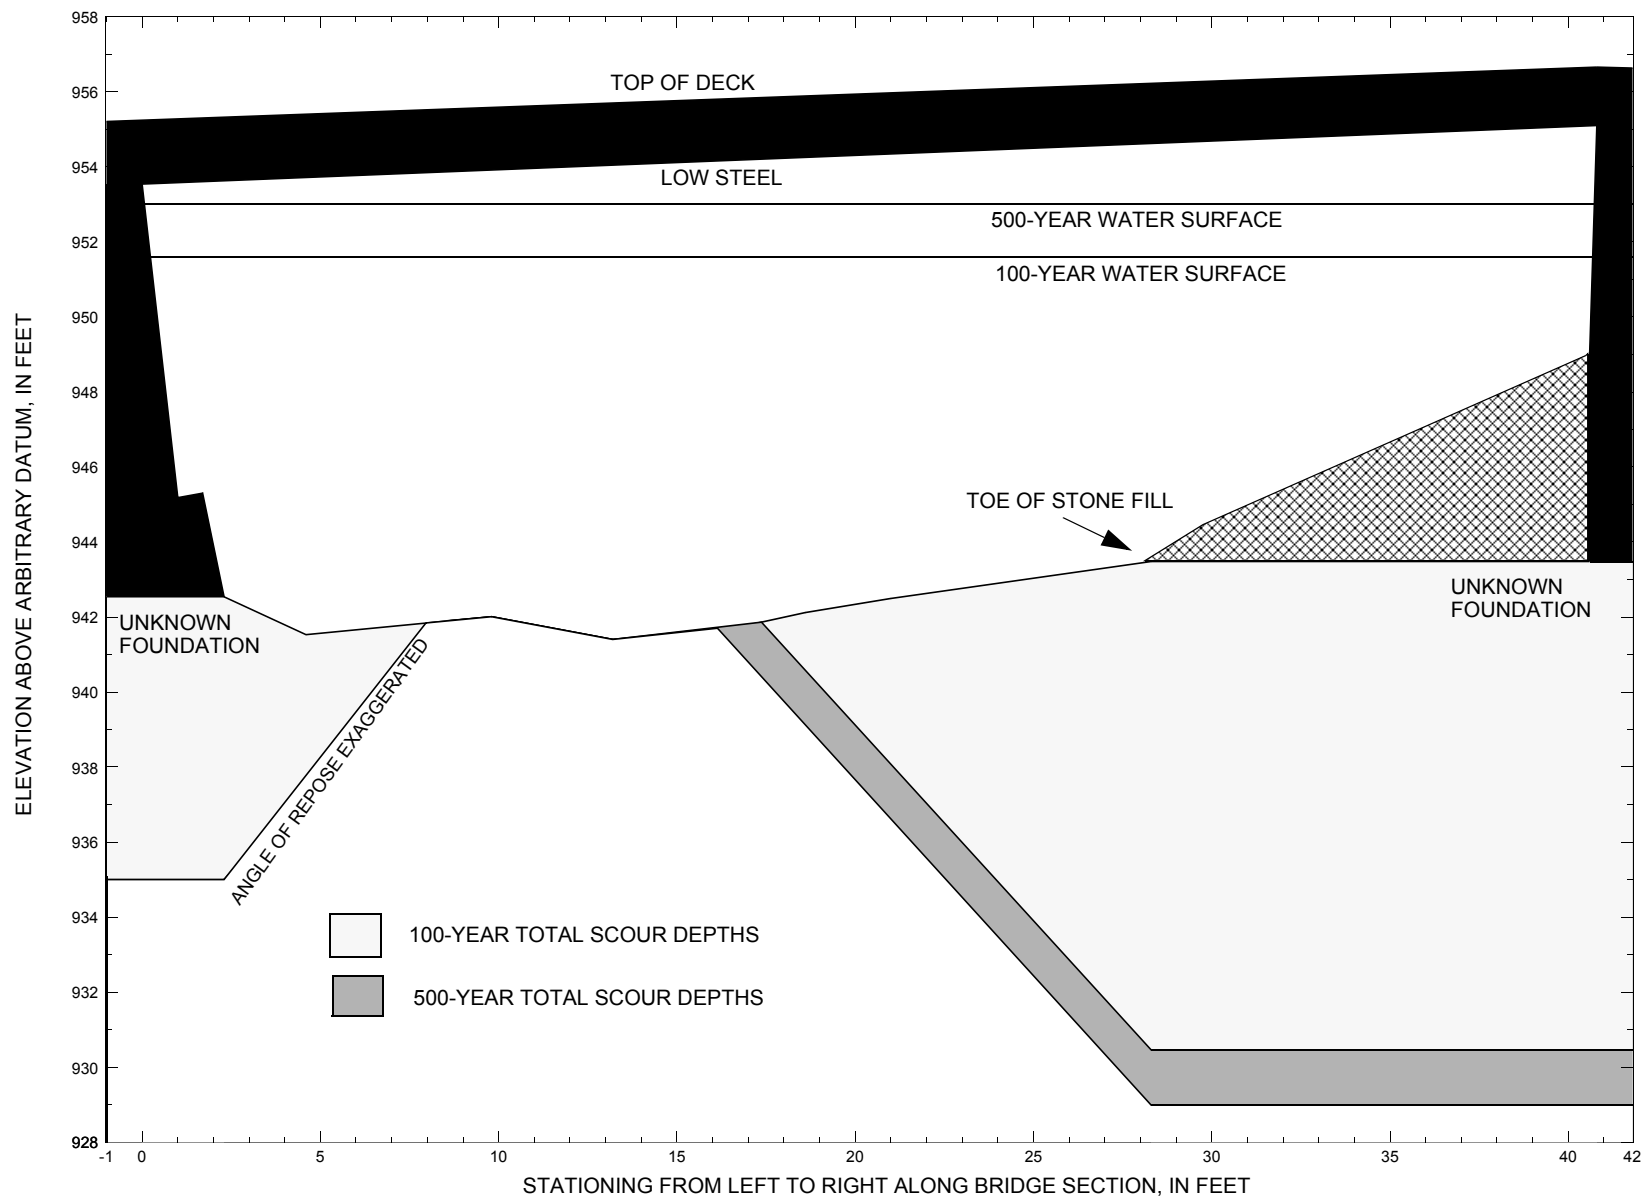 958
956
954
952
950
948
946
944
942
940
938
936
934
932
930
928
ELEVATION ABOVE ARBITRARY DATUM, IN FEET
TOP OF DECK
LOW STEEL
500-YEAR WATER SURFACE
100-YEAR WATER SURFACE
TOE OF STONE FILL
UNKNOWN
FOUNDATION
UNKNOWN
FOUNDATION
ANGLE OF REPOSE EXAGGERATED
100-YEAR TOTAL SCOUR DEPTHS
500-YEAR TOTAL SCOUR DEPTHS
-1 0 5 10 15 20 25 30 35 40 42
STATIONING FROM LEFT TO RIGHT ALONG BRIDGE SECTION, IN FEET